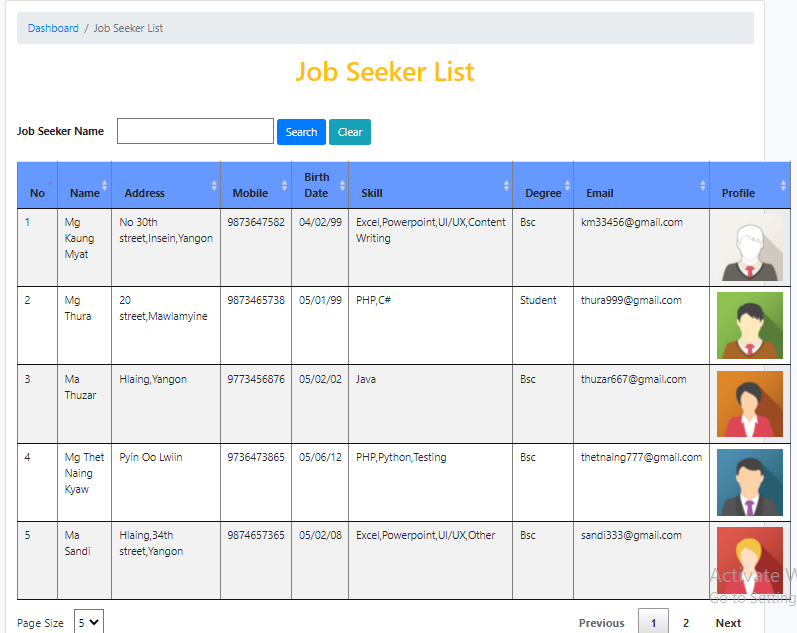 Dashboard / Job Seeker List
Job Seeker List
Job Seeker Name Search Clear
No Name Address Mobile Birth Date Skill Degree Email Profile
1 Mg Kaung Myat No 30th street,Insein,Yangon 9873647582 04/02/99 Excel,Powerpoint,UI/UX,Content Writing Bsc km33456@gmail.com
2 Mg Thura 20 street,Mawlamyine 9873465738 05/01/99 PHP,C# Student thura999@gmail.com
3 Ma Thuzar Hlaing,Yangon 9773456876 05/02/02 Java Bsc thuzar667@gmail.com
4 Mg Thet Naing Kyaw Pyin Oo Lwiin 9736473865 05/06/12 PHP,Python,Testing Bsc thetnaing777@gmail.com
5 Ma Sandi Hlaing,34th street,Yangon 9874657365 05/02/08 Excel,Powerpoint,UI/UX,Other Bsc sandi333@gmail.com
Activate W
Go to Setting
Page Size 5 Previous 1 2 Next